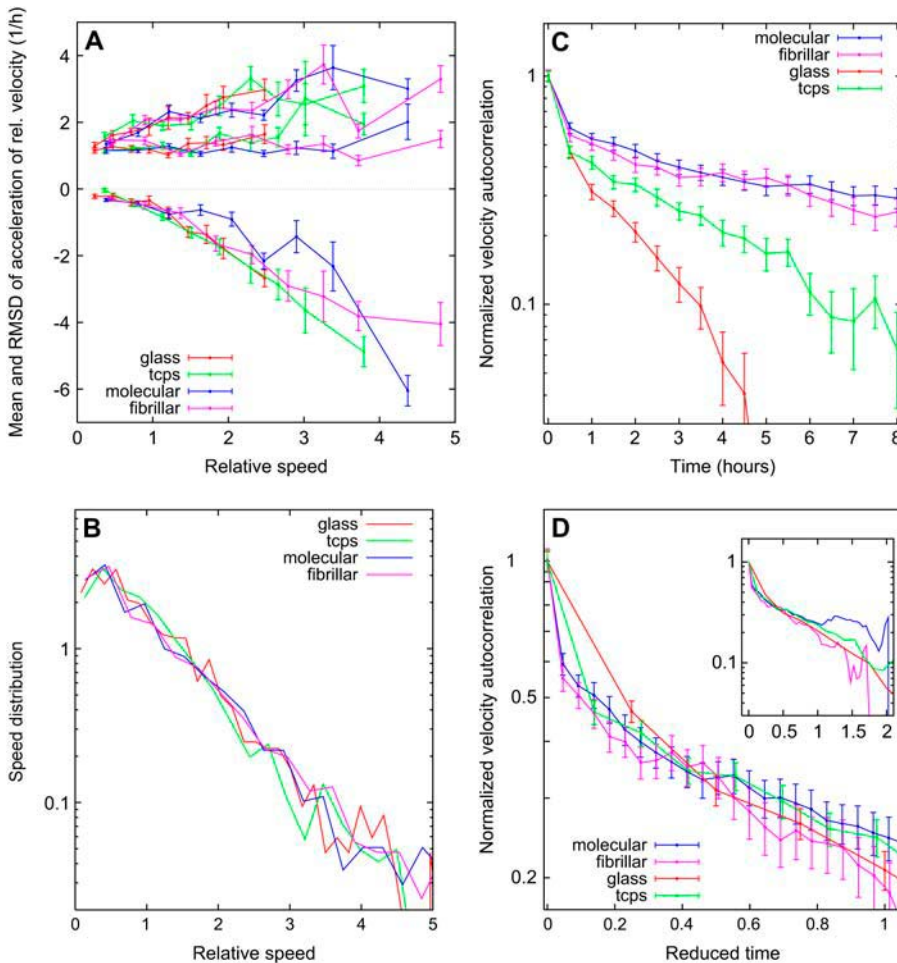 A
Mean and RMSD of acceleration of rel. velocity (1/h)
4
2
0
-2
-4
-6
glass
tcps
molecular
fibrillar
0 1 2 3 4 5
Relative speed
C
molecular
fibrillar
glass
tcps
Normalized velocity autocorrelation
1
0.1
0 1 2 3 4 5 6 7 8
Time (hours)
B
glass
tcps
molecular
fibrillar
Speed distribution
1
0.1
0 1 2 3 4 5
Relative speed
D
Normalized velocity autocorrelation
1
0.5
0.2
1
0.1
0 0.5 1 1.5 2
molecular
fibrillar
glass
tcps
0 0.2 0.4 0.6 0.8 1
Reduced time